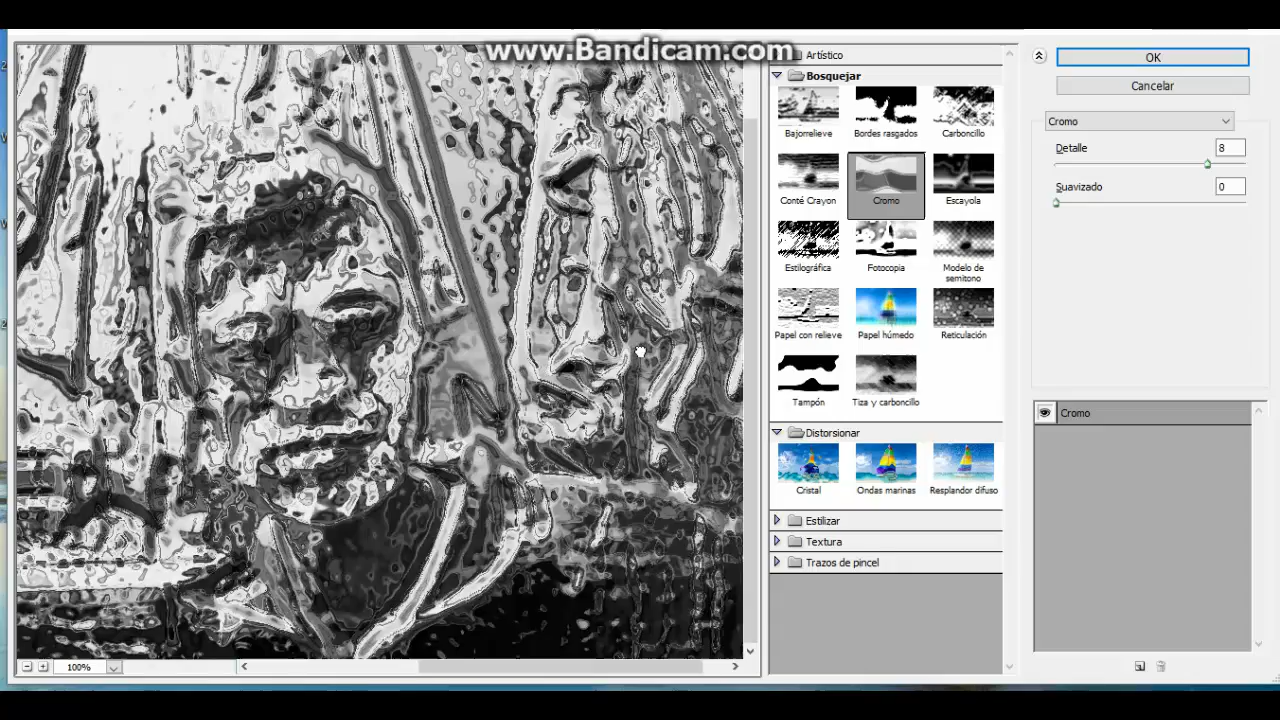 www.Bandicam.com
Artístico
Bosquejar
Bajorrelieve
Bordes rasgados
Carboncillo
Conté Crayon
Cromo
Escayola
Estilográfica
Fotocopia
Modelo de
semitono
Papel con relieve
Papel húmedo
Reticulación
Tampón
Tiza y carboncillo
Distorsionar
Cristal
Ondas marinas
Resplandor difuso
Estilizar
Textura
Trazos de pincel
OK
Cancelar
Cromo
Detalle
8
Suavizado
0
Cromo
100%